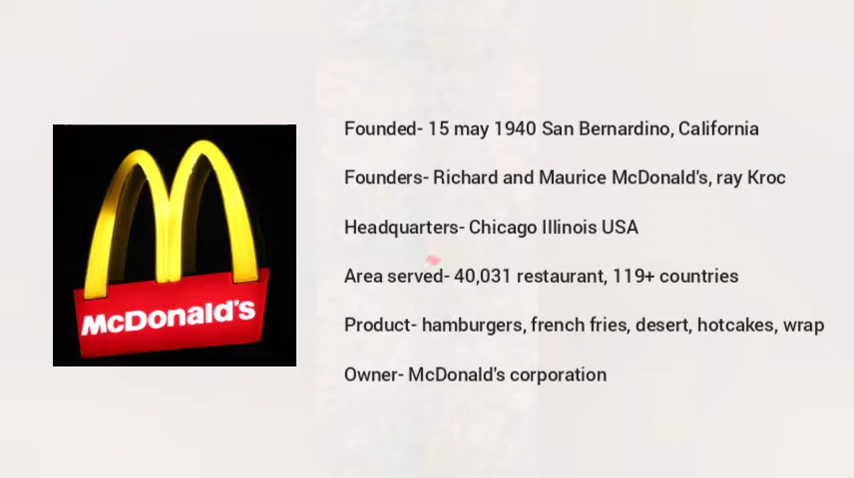 McDonald's
Founded- 15 may 1940 San Bernardino, California
Founders- Richard and Maurice McDonald's, ray Kroc
Headquarters- Chicago Illinois USA
Area served- 40,031 restaurant, 119+ countries
Product- hamburgers, french fries, desert, hotcakes, wrap
Owner- McDonald's corporation